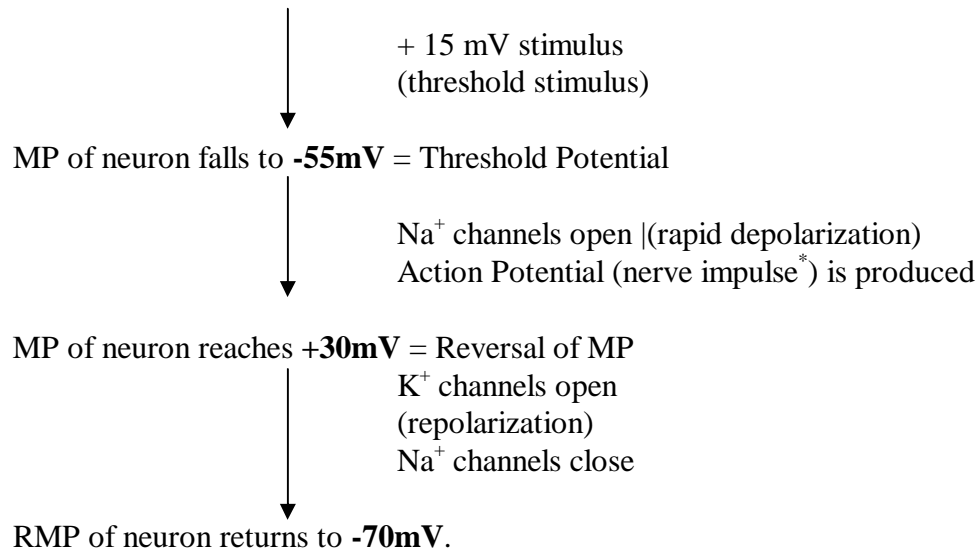 + 15 mV stimulus
(threshold stimulus)
MP of neuron falls to -55mV = Threshold Potential
Na⁺ channels open |(rapid depolarization)
Action Potential (nerve impulse*) is produced
MP of neuron reaches +30mV = Reversal of MP
K⁺ channels open
(repolarization)
Na⁺ channels close
RMP of neuron returns to -70mV.